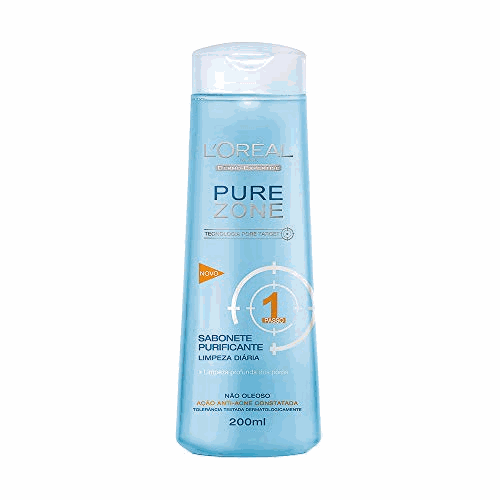 L'ORÉAL
DERMO-EXPERTISE
PURE
ZONE
TECNOLOGIA PORE TARGET
NOVO
1
PASSO
SABONETE
PURIFICANTE
LIMPEZA DIÁRIA
• Limpeza profunda dos poros
NÃO OLEOSO
AÇÃO ANTI-ACNE CONSTATADA
TOLERÂNCIA TESTADA DERMATOLOGICAMENTE
200ml